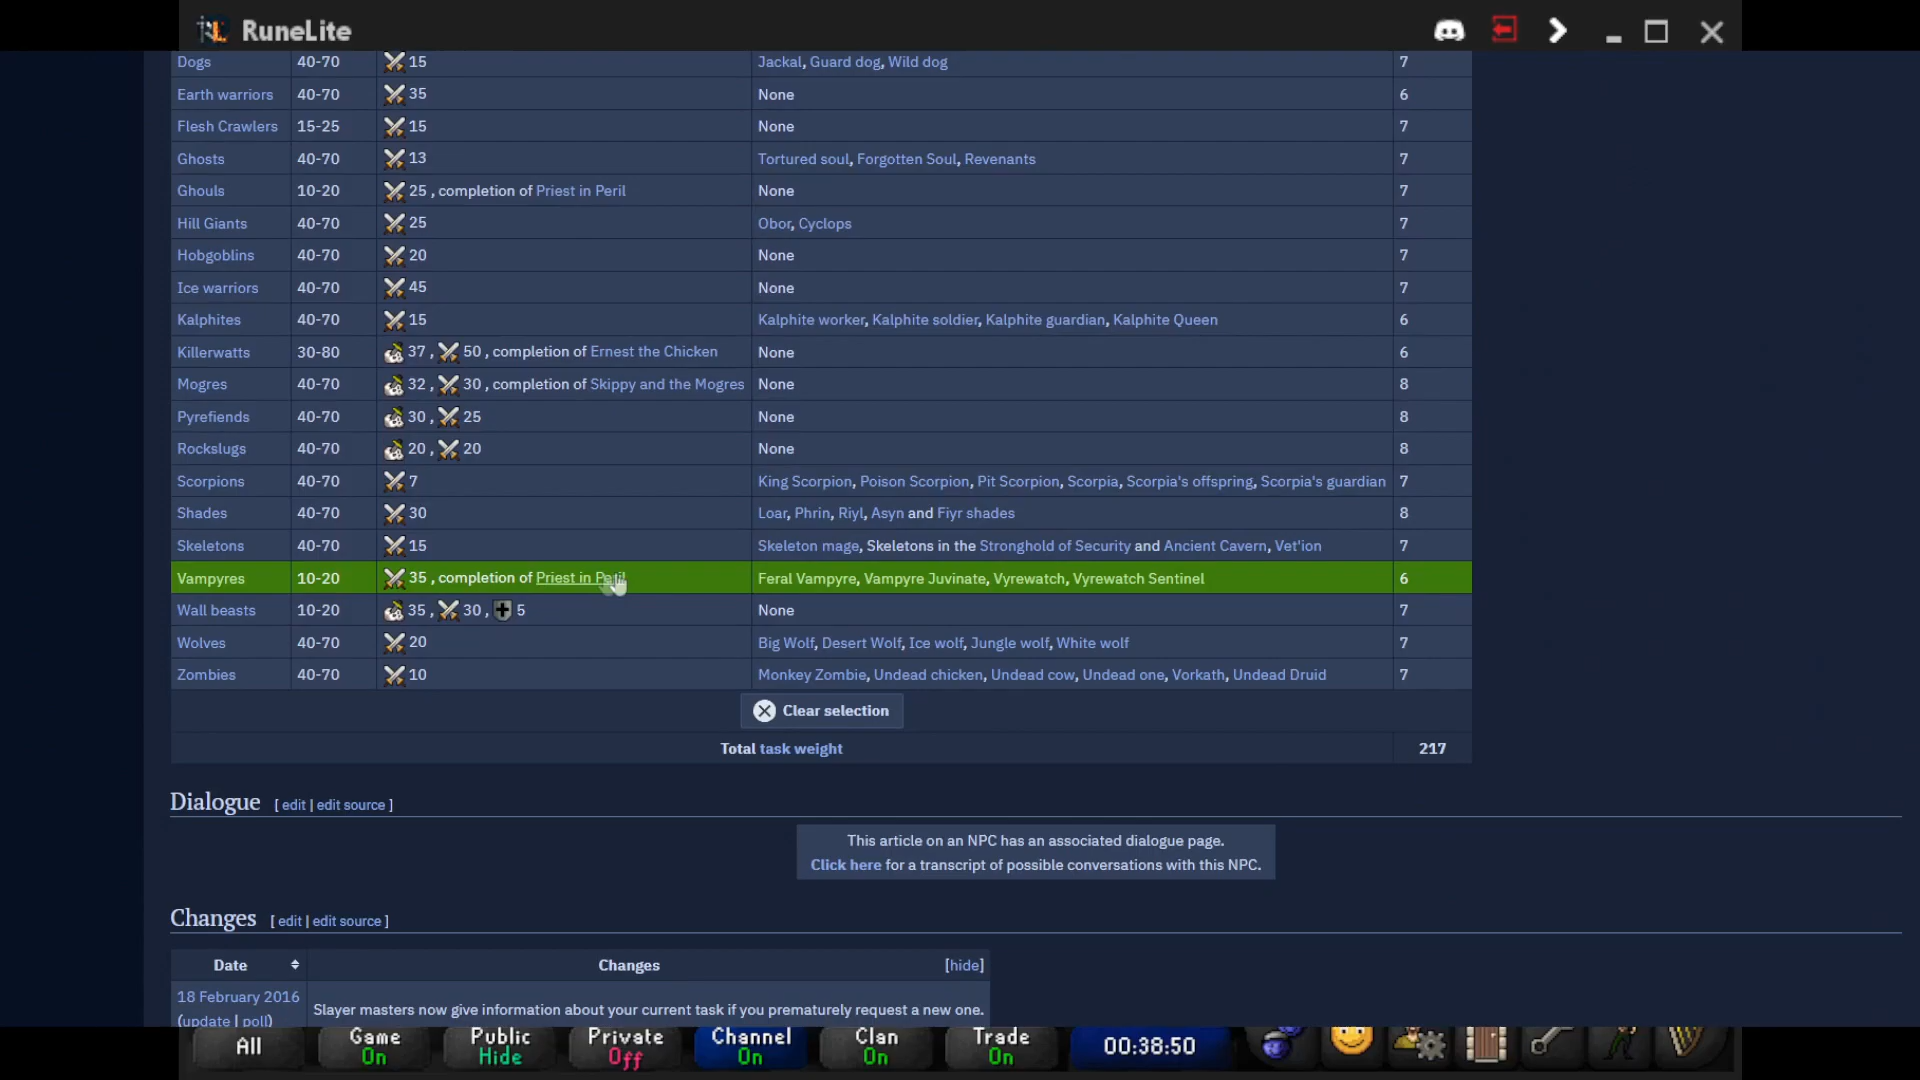 RuneLite
Dogs 40-70 15 Jackal, Guard dog, Wild dog 7
Earth warriors 40-70 35 None 6
Flesh Crawlers 15-25 15 None 7
Ghosts 40-70 13 Tortured soul, Forgotten Soul, Revenants 7
Ghouls 10-20 25 , completion of Priest in Peril None 7
Hill Giants 40-70 25 Obor, Cyclops 7
Hobgoblins 40-70 20 None 7
Ice warriors 40-70 45 None 7
Kalphites 40-70 15 Kalphite worker, Kalphite soldier, Kalphite guardian, Kalphite Queen 6
Killerwatts 30-80 37 , 50 , completion of Ernest the Chicken None 6
Mogres 40-70 32 , 30 , completion of Skippy and the Mogres None 8
Pyrefiends 40-70 30 , 25 None 8
Rockslugs 40-70 20 , 20 None 8
Scorpions 40-70 7 King Scorpion, Poison Scorpion, Pit Scorpion, Scorpia, Scorpia's offspring, Scorpia's guardian 7
Shades 40-70 30 Loar, Phrin, Riyl, Asyn and Fiyr shades 8
Skeletons 40-70 15 Skeleton mage, Skeletons in the Stronghold of Security and Ancient Cavern, Vet'ion 7
Vampyres 10-20 35 , completion of Priest in Peril Feral Vampyre, Vampyre Juvinate, Vyrewatch, Vyrewatch Sentinel 6
Wall beasts 10-20 35 , 30 , 5 None 7
Wolves 40-70 20 Big Wolf, Desert Wolf, Ice wolf, Jungle wolf, White wolf 7
Zombies 40-70 10 Monkey Zombie, Undead chicken, Undead cow, Undead one, Vorkath, Undead Druid 7
Clear selection
Total task weight 217
Dialogue [ edit | edit source ]
This article on an NPC has an associated dialogue page.
Click here for a transcript of possible conversations with this NPC.
Changes [ edit | edit source ]
Date Changes [hide]
18 February 2016
(update | poll)
Slayer masters now give information about your current task if you prematurely request a new one.
All Game On Public Hide Private Off Channel On Clan On Trade On 00:38:50